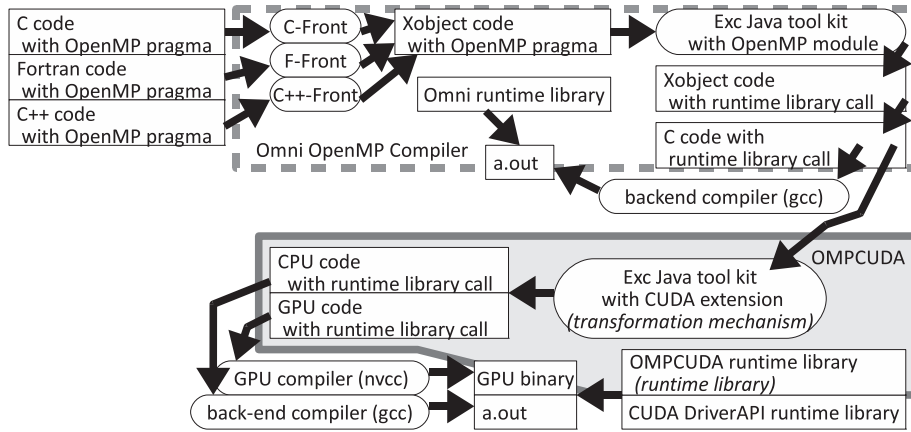 C code
with OpenMP pragma
Fortran code
with OpenMP pragma
C++ code
with OpenMP pragma
C-Front
F-Front
C++-Front
Xobject code
with OpenMP pragma
Exc Java tool kit
with OpenMP module
Xobject code
with runtime library call
C code with
runtime library call
Omni runtime library
Omni OpenMP Compiler
a.out
backend compiler (gcc)
OMPCUDA
Exc Java tool kit
with CUDA extension
(transformation mechanism)
CPU code
with runtime library call
GPU code
with runtime library call
GPU compiler (nvcc)
back-end compiler (gcc)
GPU binary
a.out
OMPCUDA runtime library
(runtime library)
CUDA DriverAPI runtime library